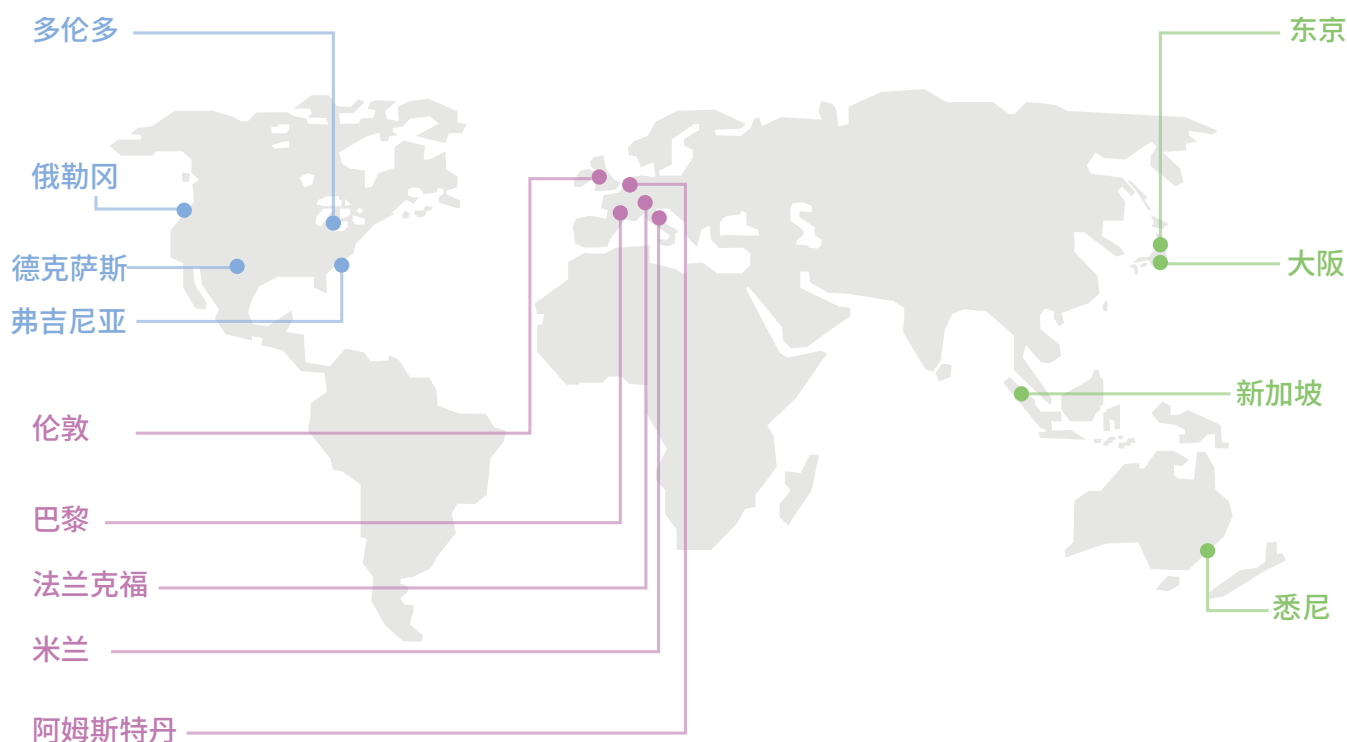 多伦多
东京
俄勒冈
德克萨斯
大阪
弗吉尼亚
新加坡
伦敦
巴黎
法兰克福
悉尼
米兰
阿姆斯特丹